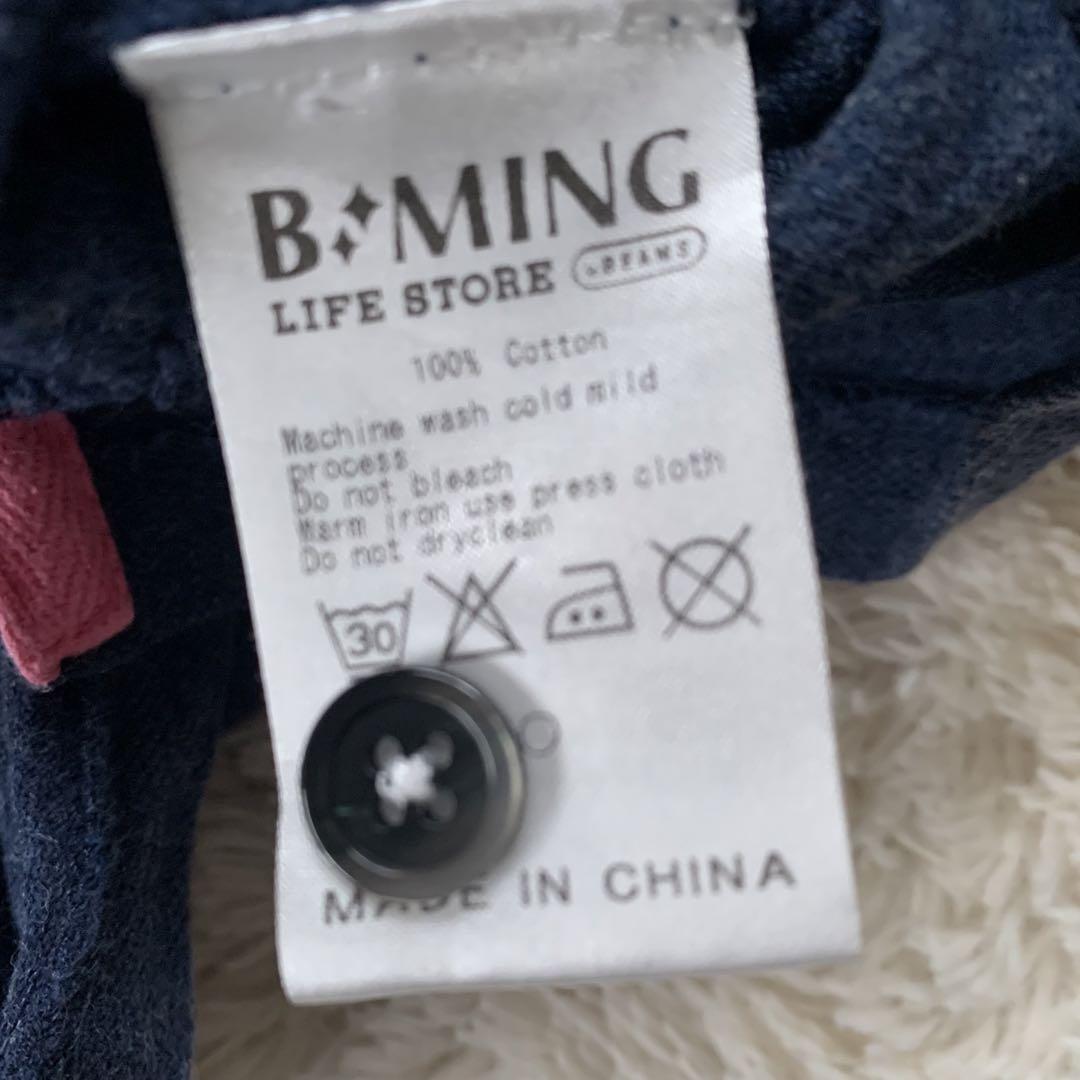 B MING
LIFE STORE by BEAMS
100% Cotton
Machine wash cold mild
process
Do not bleach
Warm iron use press cloth
Do not dryclean
30
MADE IN CHINA